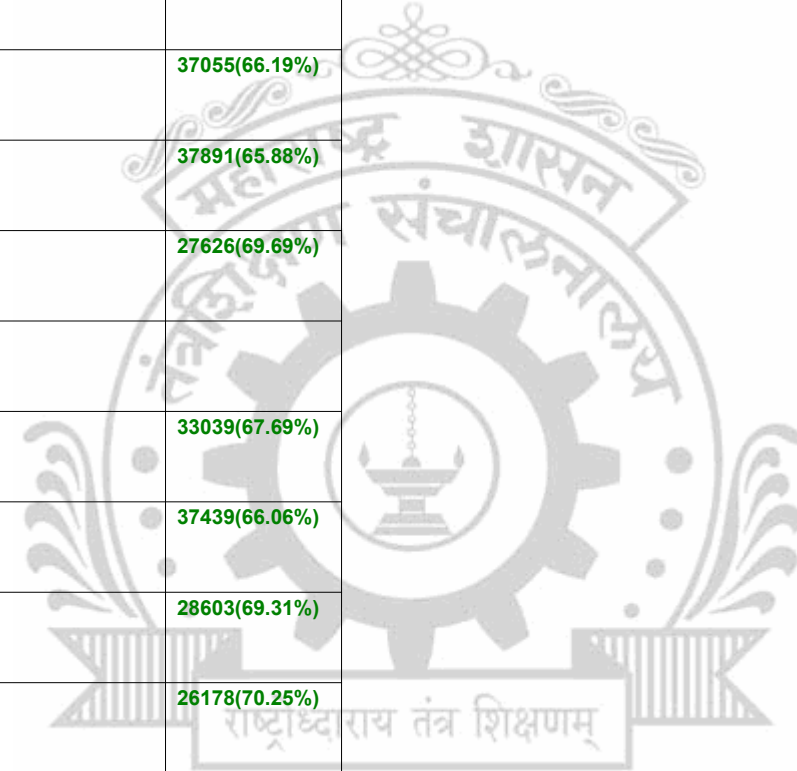 37055(66.19%)
महाराष्ट्र शासन
37891(65.88%)
तंत्रशिक्षण संचालनालय
27626(69.69%)
33039(67.69%)
37439(66.06%)
28603(69.31%)
26178(70.25%)
राष्ट्रोध्दाराय तंत्र शिक्षणम्